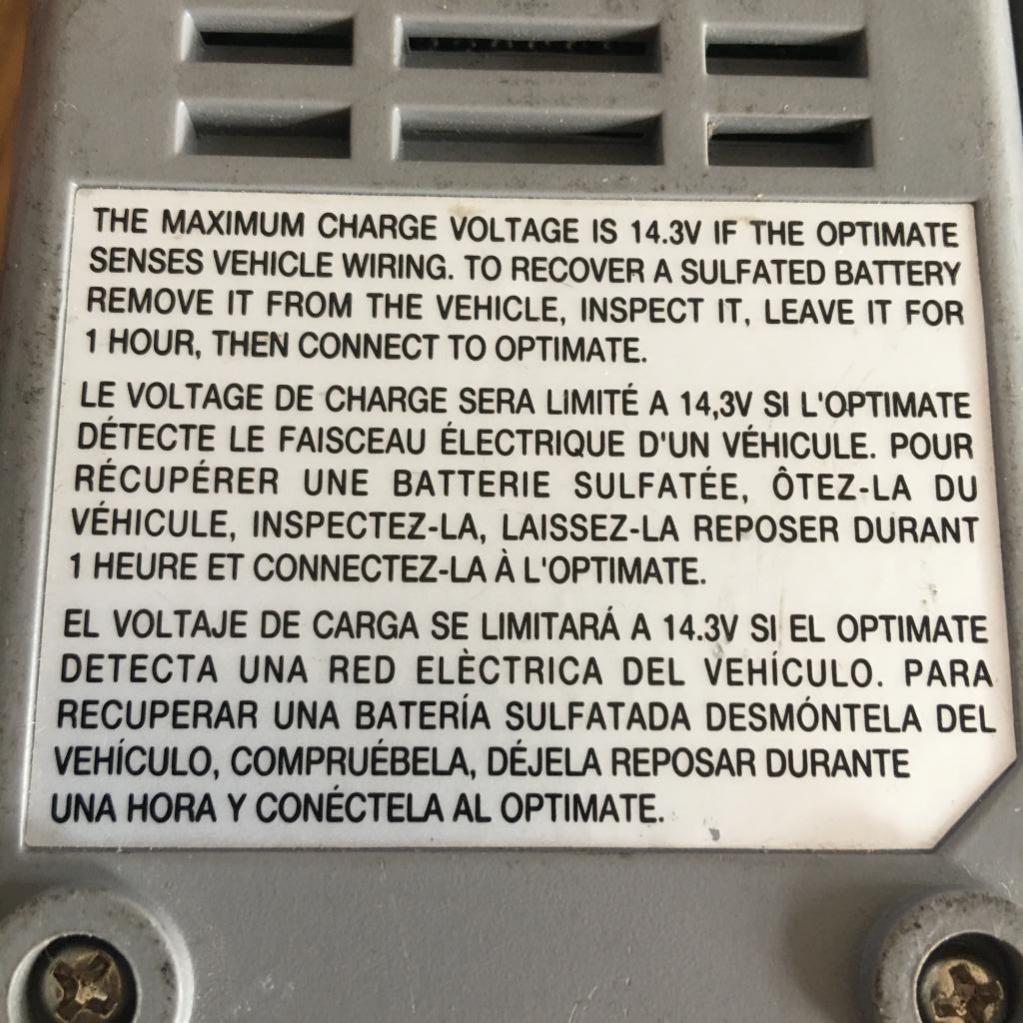 THE MAXIMUM CHARGE VOLTAGE IS 14.3V IF THE OPTIMATE
SENSES VEHICLE WIRING. TO RECOVER A SULFATED BATTERY
REMOVE IT FROM THE VEHICLE, INSPECT IT, LEAVE IT FOR
1 HOUR, THEN CONNECT TO OPTIMATE.
LE VOLTAGE DE CHARGE SERA LIMITÉ A 14,3V SI L'OPTIMATE
DÉTECTE LE FAISCEAU ÉLECTRIQUE D'UN VÉHICULE. POUR
RÉCUPÉRER UNE BATTERIE SULFATÉE, ÔTEZ-LA DU
VÉHICULE, INSPECTEZ-LA, LAISSEZ-LA REPOSER DURANT
1 HEURE ET CONNECTEZ-LA À L'OPTIMATE.
EL VOLTAJE DE CARGA SE LIMITARÁ A 14.3V SI EL OPTIMATE
DETECTA UNA RED ELÈCTRICA DEL VEHÍCULO. PARA
RECUPERAR UNA BATERÍA SULFATADA DESMÓNTELA DEL
VEHÍCULO, COMPRUÉBELA, DÉJELA REPOSAR DURANTE
UNA HORA Y CONÉCTELA AL OPTIMATE.